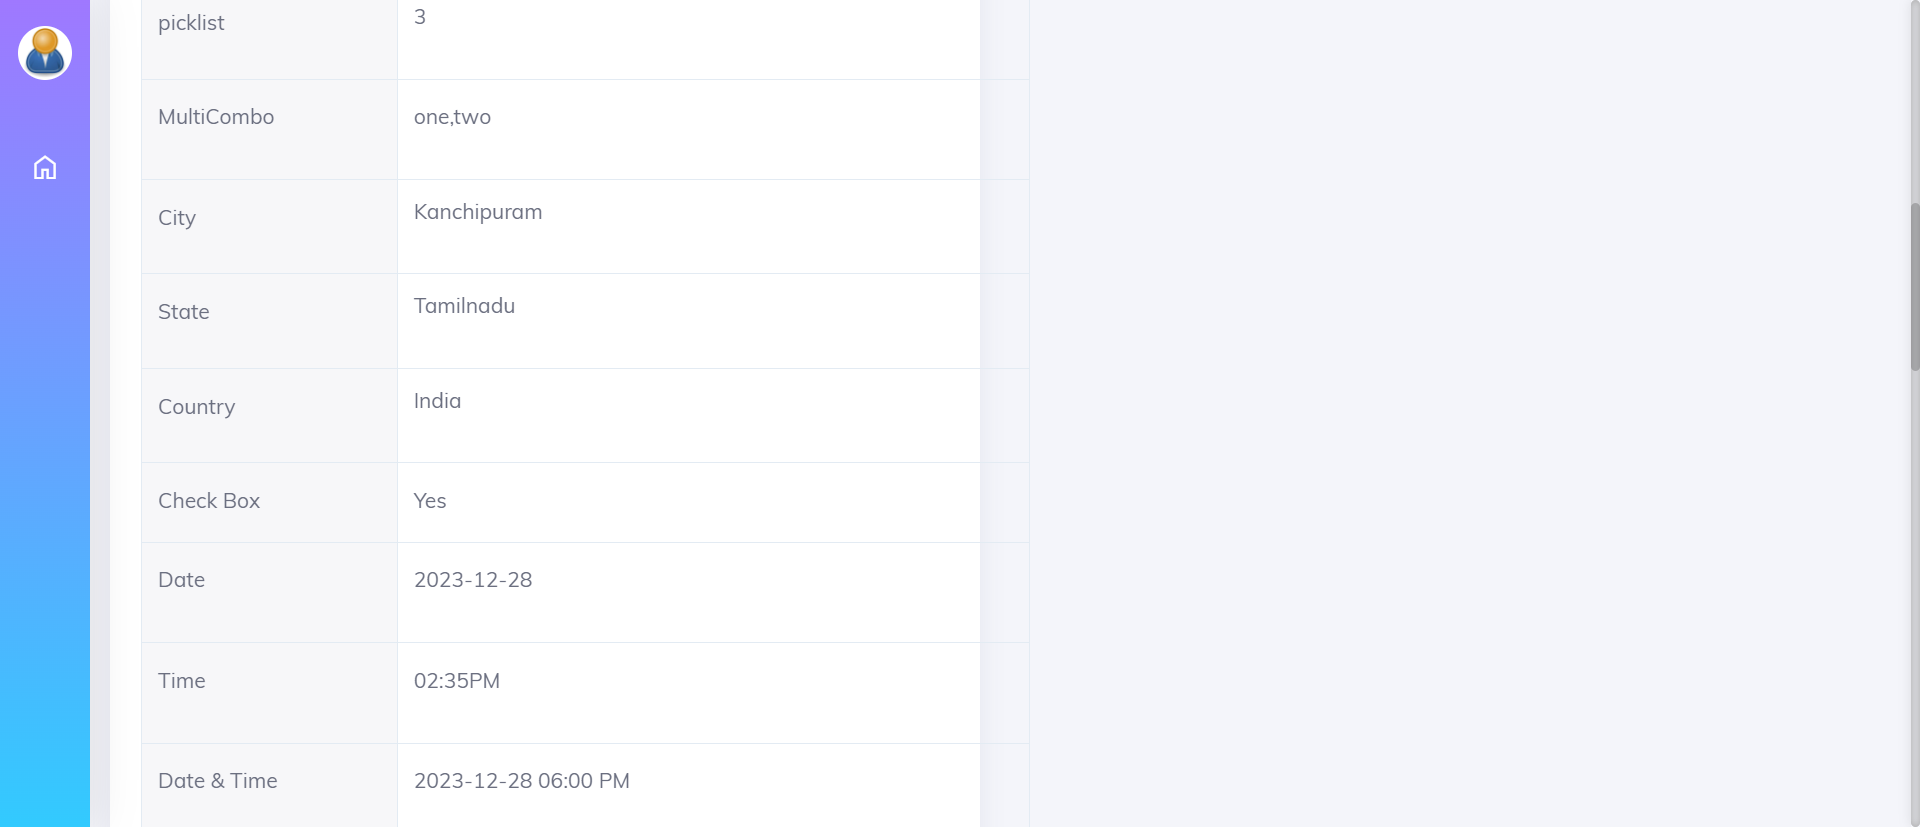 picklist 3
MultiCombo one,two
City Kanchipuram
State Tamilnadu
Country India
Check Box Yes
Date 2023-12-28
Time 02:35PM
Date & Time 2023-12-28 06:00 PM